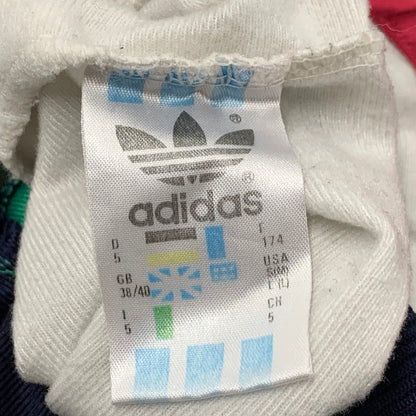 ®
®
adidas
D F
5 174
GB USA
38/40 S(M)
L (L)
I CH
5 5